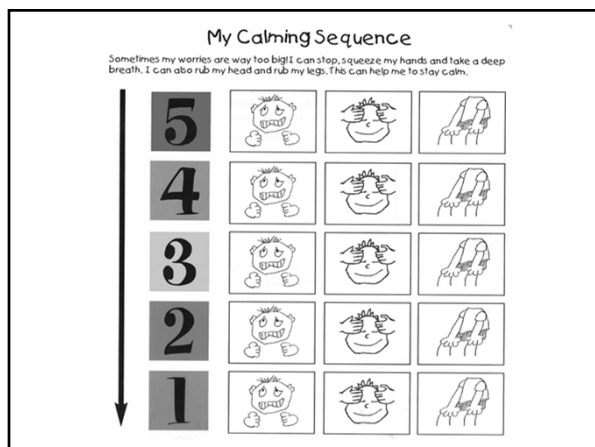 My Calming Sequence
Sometimes my worries are way too big! I can stop, squeeze my hands and take a deep
breath. I can also rub my head and rub my legs. This can help me to stay calm.
5
4
3
2
1